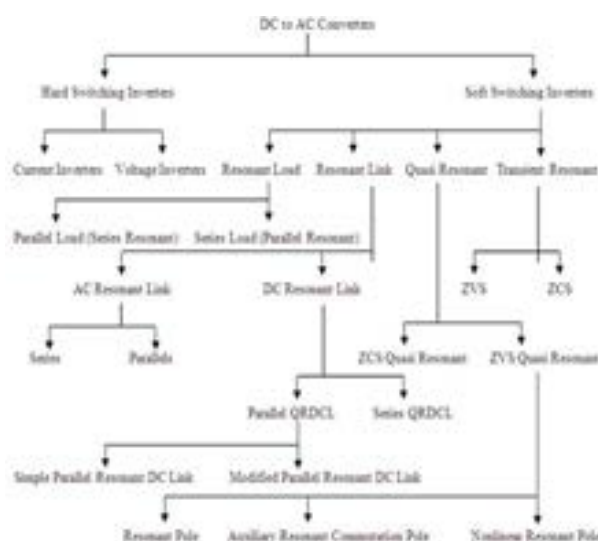 DC to AC Converters
Hard Switching Inverters
Soft Switching Inverters
Current Inverters
Voltage Inverters
Resonant Load
Resonant Link
Quasi Resonant
Transient Resonant
Parallel Load (Series Resonant)
Series Load (Parallel Resonant)
ZVS
ZCS
AC Resonant Link
DC Resonant Link
Series
Parallels
ZCS Quasi Resonant
ZVS Quasi Resonant
Parallel QRDCL
Series QRDCL
Simple Parallel Resonant DC Link
Modified Parallel Resonant DC Link
Resonant Pole
Auxiliary Resonant Commutation Pole
Nonlinear Resonant Pole